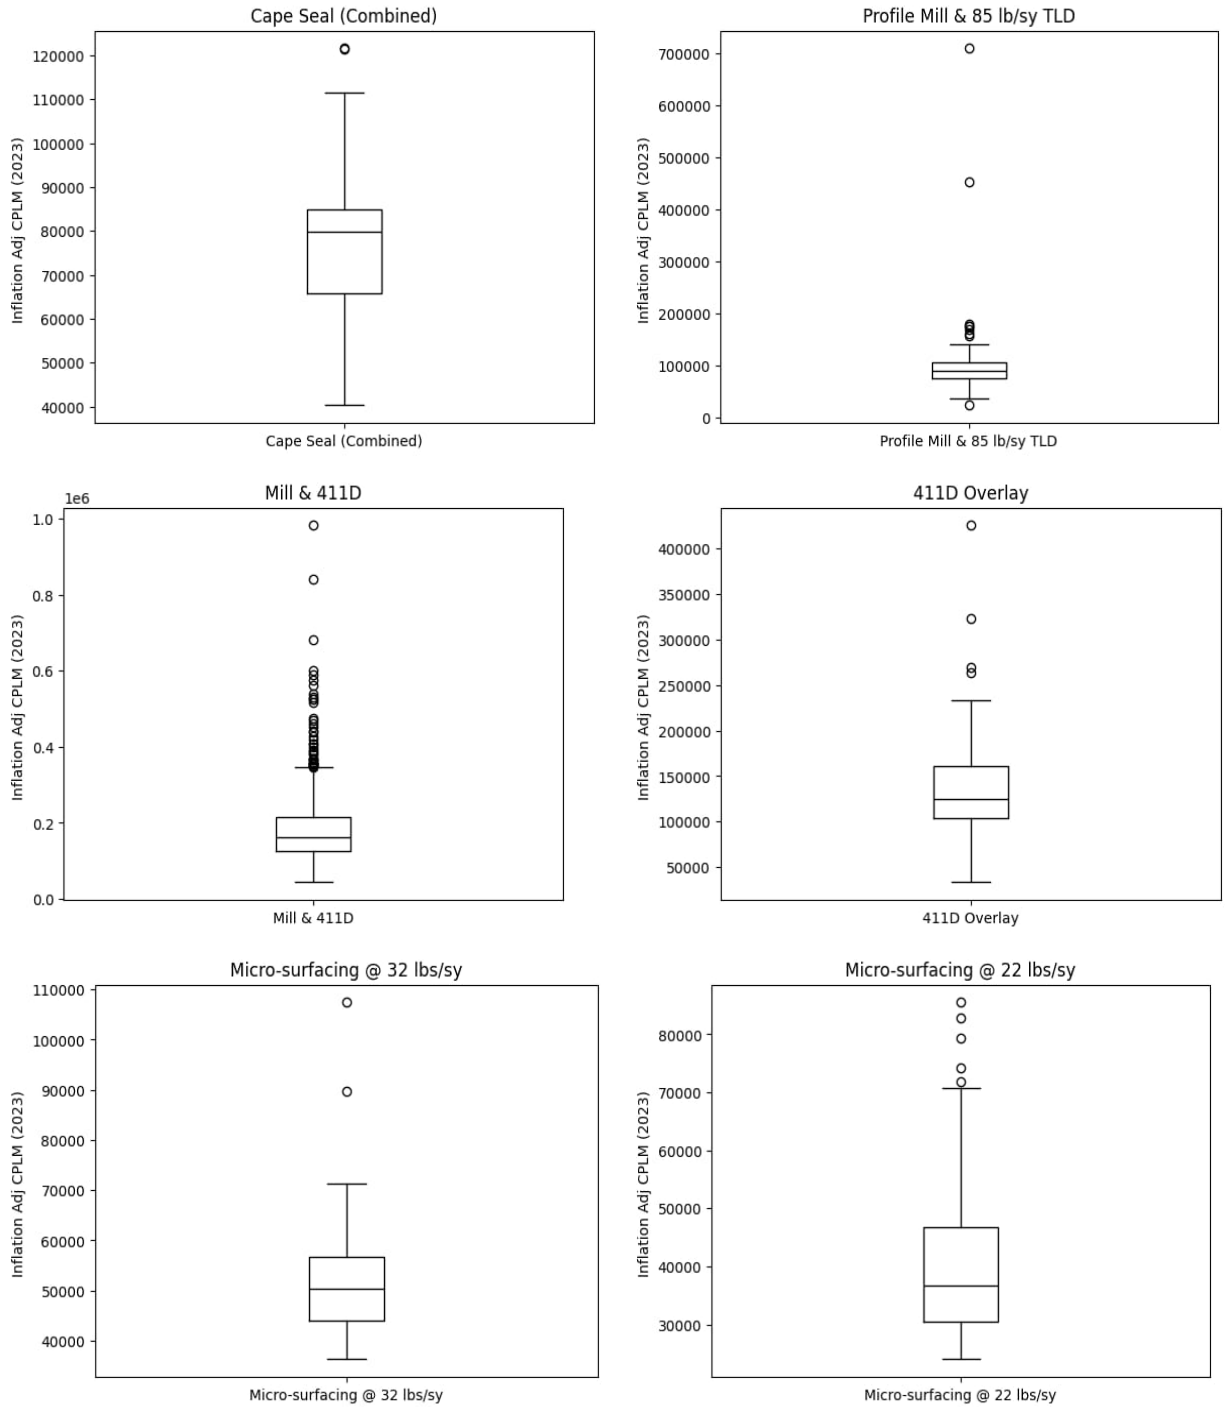 Cape Seal (Combined)
Inflation Adj CPLM (2023)
120000
110000
100000
90000
80000
70000
60000
50000
40000
Cape Seal (Combined)
Profile Mill & 85 lb/sy TLD
Inflation Adj CPLM (2023)
700000
600000
500000
400000
300000
200000
100000
0
Profile Mill & 85 lb/sy TLD
Mill & 411D
1e6
Inflation Adj CPLM (2023)
1.0
0.8
0.6
0.4
0.2
0.0
Mill & 411D
411D Overlay
Inflation Adj CPLM (2023)
400000
350000
300000
250000
200000
150000
100000
50000
411D Overlay
Micro-surfacing @ 32 lbs/sy
Inflation Adj CPLM (2023)
110000
100000
90000
80000
70000
60000
50000
40000
Micro-surfacing @ 32 lbs/sy
Micro-surfacing @ 22 lbs/sy
Inflation Adj CPLM (2023)
80000
70000
60000
50000
40000
30000
Micro-surfacing @ 22 lbs/sy